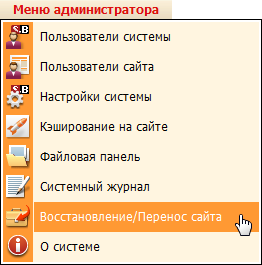 Меню администратора
Пользователи системы
Пользователи сайта
Настройки системы
Кэширование на сайте
Файловая панель
Системный журнал
Восстановление/Перенос сайта
О системе